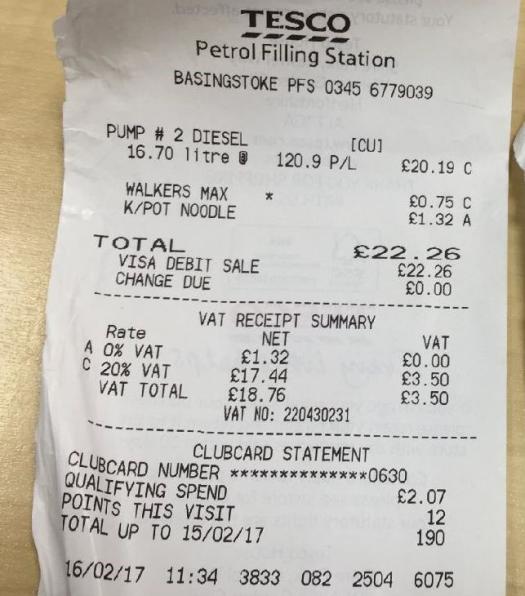 TESCO
Petrol Filling Station
BASINGSTOKE PFS 0345 6779039
PUMP # 2 DIESEL [CU]
16.70 litre @ 120.9 P/L £20.19 C
WALKERS MAX * £0.75 C
K/POT NOODLE £1.32 A
TOTAL £22.26
VISA DEBIT SALE £22.26
CHANGE DUE £0.00
VAT RECEIPT SUMMARY
Rate NET VAT
A 0% VAT £1.32 £0.00
C 20% VAT £17.44 £3.50
VAT TOTAL £18.76 £3.50
VAT NO: 220430231
CLUBCARD STATEMENT
CLUBCARD NUMBER **************0630
QUALIFYING SPEND £2.07
POINTS THIS VISIT 12
TOTAL UP TO 15/02/17 190
16/02/17 11:34 3833 082 2504 6075